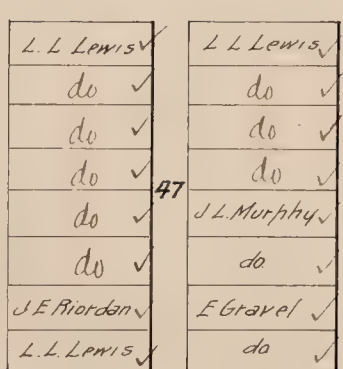 L. L Lewis ✓
do ✓
do ✓
do ✓
do ✓
do ✓
J E Riordan ✓
L. L. Lewis ✓
47
L L Lewis ✓
do ✓
do ✓
do ✓
J L. Murphy ✓
do. ✓
E Gravel ✓
do ✓